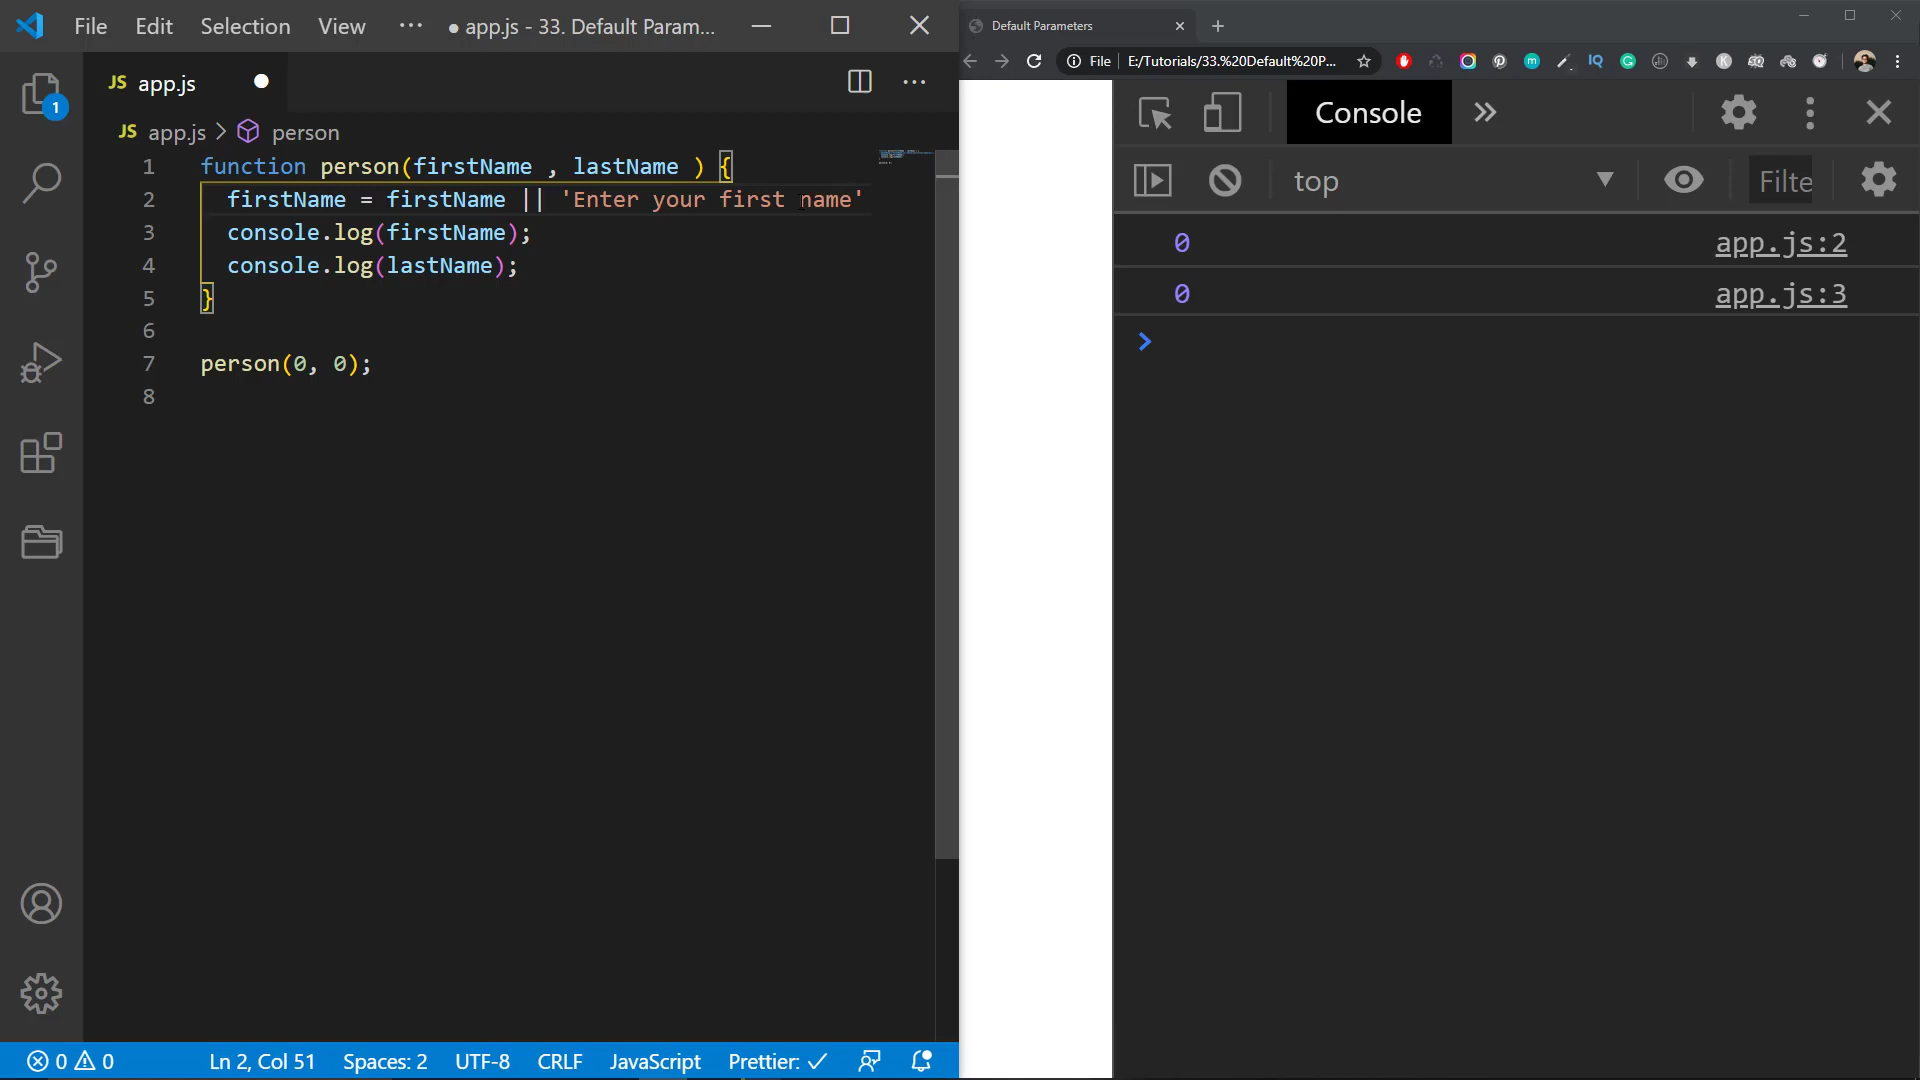 File Edit Selection View ··· ● app.js - 33. Default Param...
JS app.js ●
JS app.js > person
1 function person(firstName , lastName ) {
2 firstName = firstName || 'Enter your first name'
3 console.log(firstName);
4 console.log(lastName);
5 }
6
7 person(0, 0);
8
1
0 0 Ln 2, Col 51 Spaces: 2 UTF-8 CRLF JavaScript Prettier: ✓
Default Parameters
File E:/Tutorials/33.%20Default%20P...
Console
top Filte
0 app.js:2
0 app.js:3